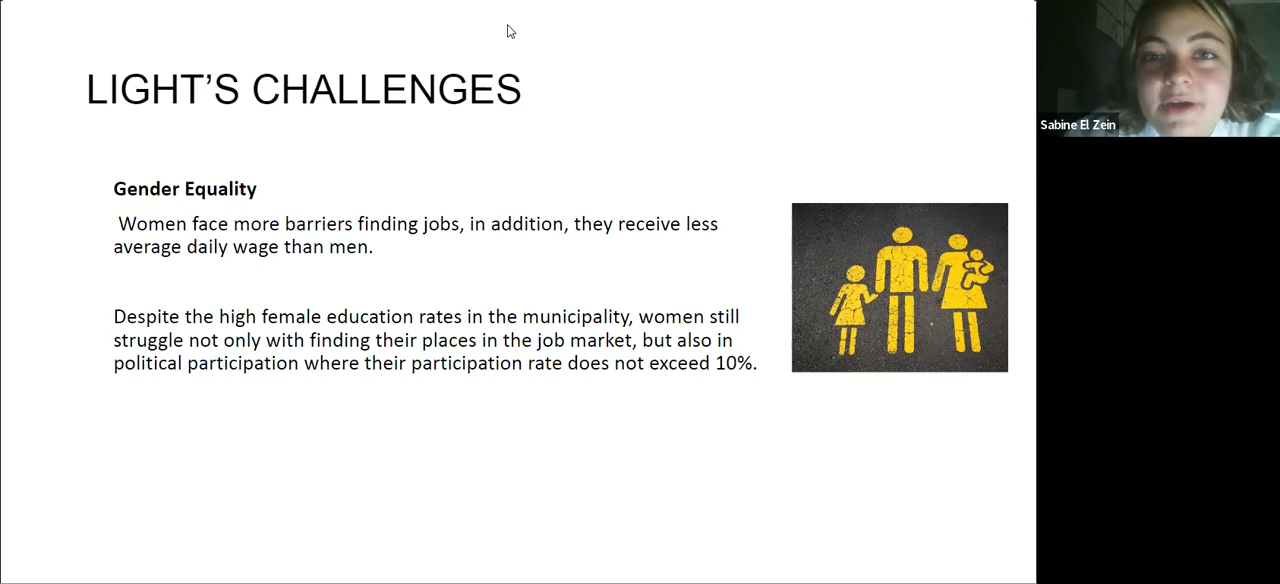 LIGHT'S CHALLENGES
Sabine El Zein
Gender Equality
Women face more barriers finding jobs, in addition, they receive less
average daily wage than men.
Despite the high female education rates in the municipality, women still
struggle not only with finding their places in the job market, but also in
political participation where their participation rate does not exceed 10%.